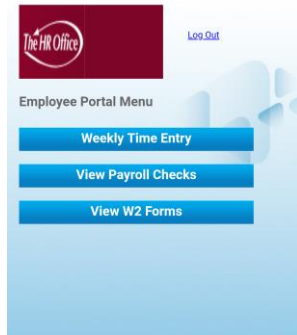 The HR Office
Log Out
Employee Portal Menu
Weekly Time Entry
View Payroll Checks
View W2 Forms